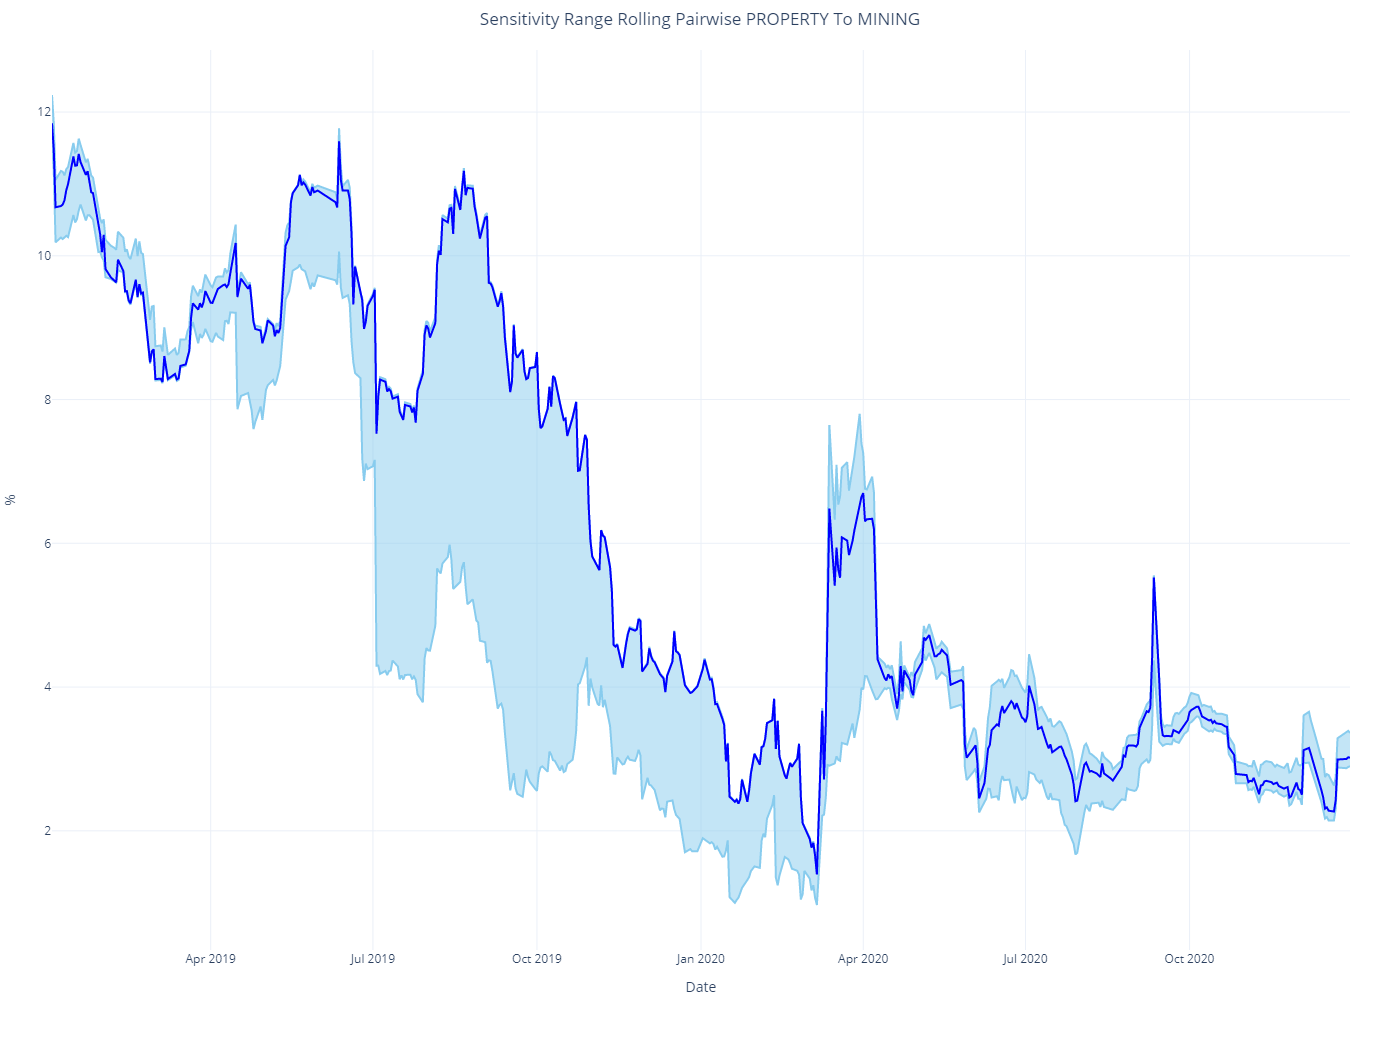 Sensitivity Range Rolling Pairwise PROPERTY To MINING
12
10
8
6
4
2
%
Apr 2019
Jul 2019
Oct 2019
Jan 2020
Apr 2020
Jul 2020
Oct 2020
Date